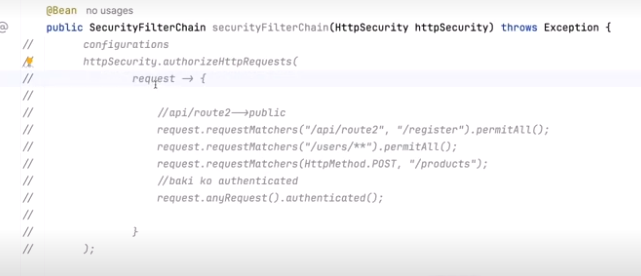 @Bean no usages
public SecurityFilterChain securityFilterChain(HttpSecurity httpSecurity) throws Exception {
// configurations
// httpSecurity.authorizeHttpRequests(
// request -> {
//
// //api/route2-->public
// request.requestMatchers("/api/route2", "/register").permitAll();
// request.requestMatchers("/users/**").permitAll();
// request.requestMatchers(HttpMethod.POST, "/products");
// //baki ko authenticated
// request.anyRequest().authenticated();
//
// }
// );